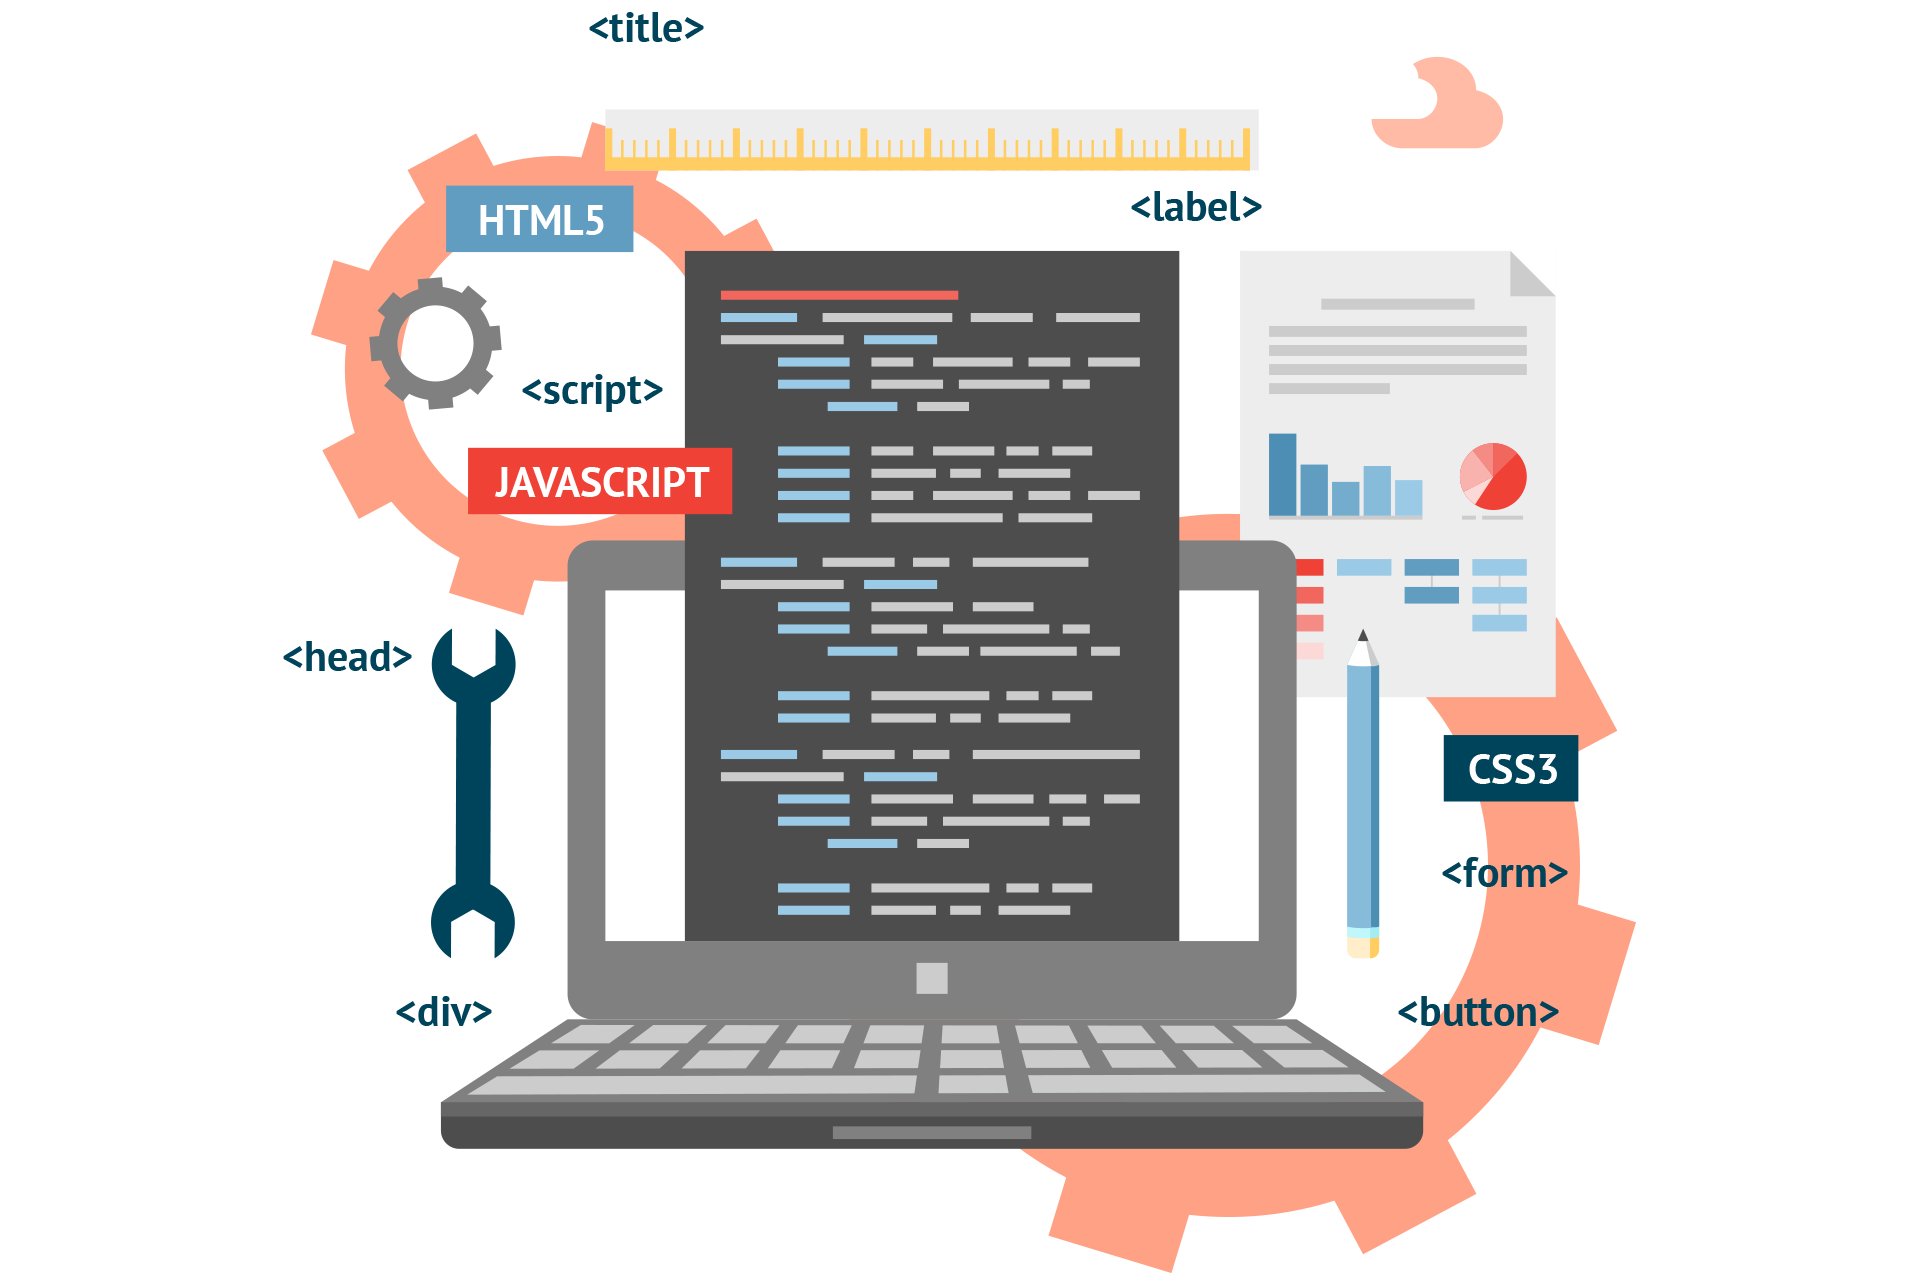 <title>
<label>
HTML5
<script>
JAVASCRIPT
<head>
CSS3
<form>
<div>
<button>